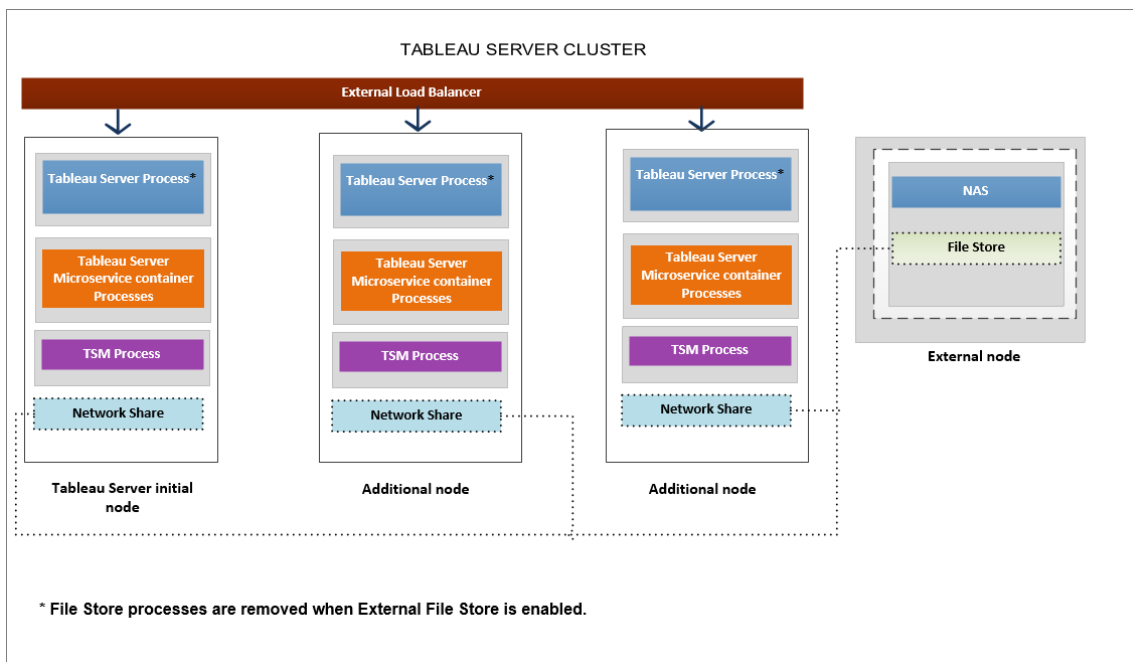 TABLEAU SERVER CLUSTER
External Load Balancer
Tableau Server Process*
Tableau Server
Microservice container
Processes
TSM Process
Network Share
Tableau Server initial
node
Tableau Server Process*
Tableau Server
Microservice container
Processes
TSM Process
Network Share
Additional node
Tableau Server Process*
Tableau Server
Microservice container
Processes
TSM Process
Network Share
Additional node
NAS
File Store
External node
* File Store processes are removed when External File Store is enabled.